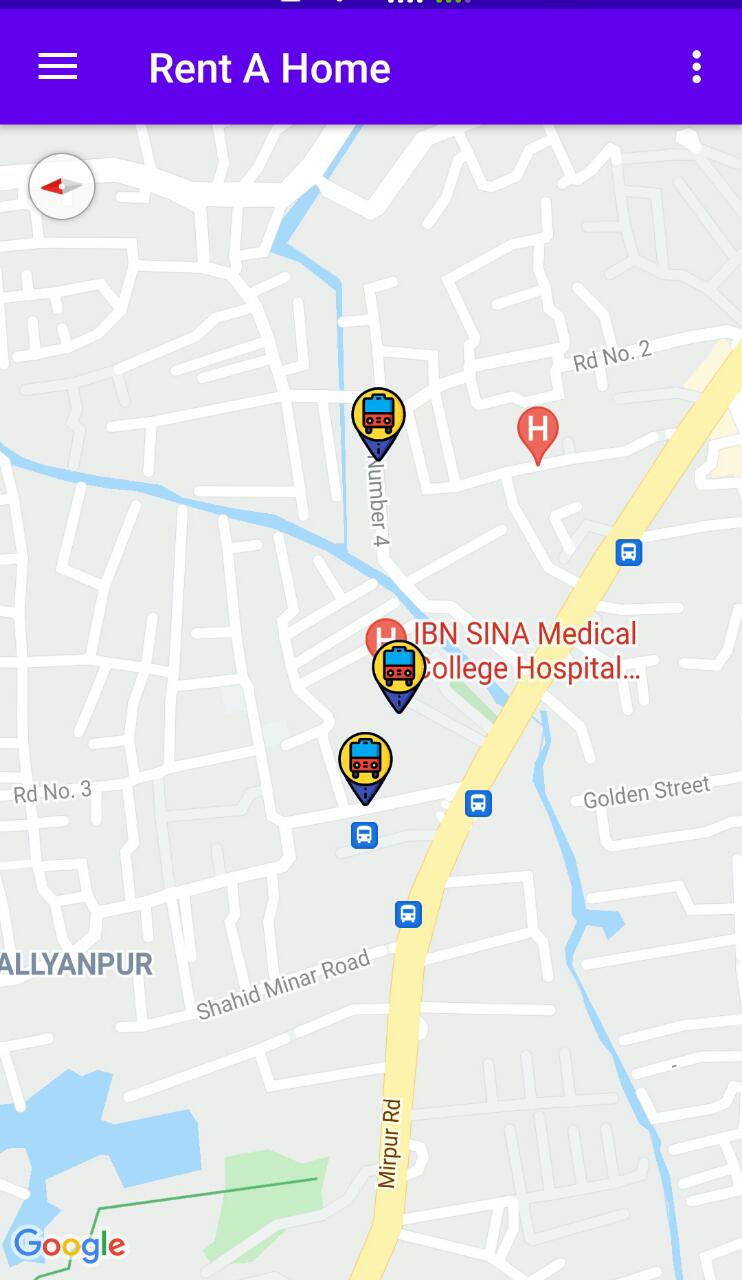 Rent A Home
Rd No. 2
H
Number 4
H
IBN SINA Medical
College Hospital...
Rd No. 3
Golden Street
ALLYANPUR
Shahid Minar Road
Mirpur Rd
Google